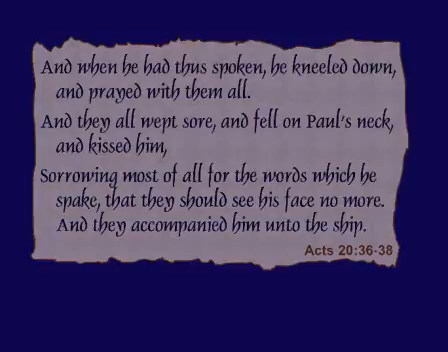 And when he had thus spoken, he kneeled down,
and prayed with them all.
And they all wept sore, and fell on Paul's neck,
and kissed him,
Sorrowing most of all for the words which he
spake, that they should see his face no more.
And they accompanied him unto the ship.
Acts 20:36-38